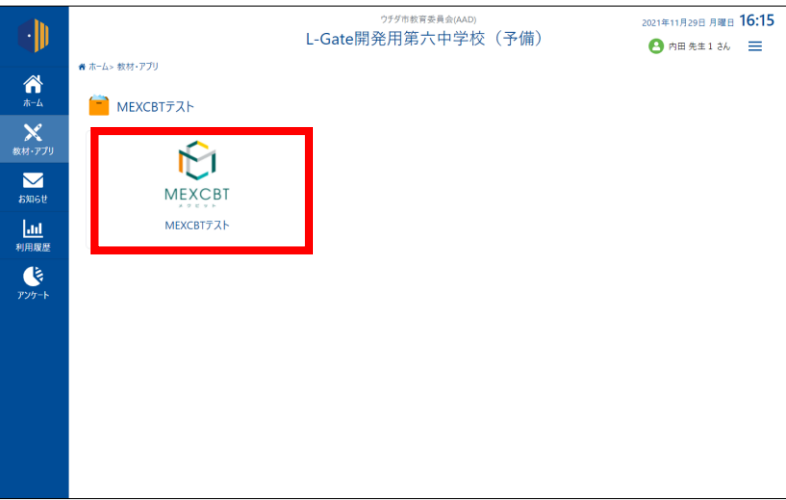 ウチダ市教育委員会(AAD)
L-Gate開発用第六中学校（予備）
2021年11月29日 月曜日 16:15
内田 先生1 さん
ホーム> 教材・アプリ
ホーム
教材・アプリ
お知らせ
利用履歴
アンケート
MEXCBTテスト
MEXCBT
MEXCBTテスト